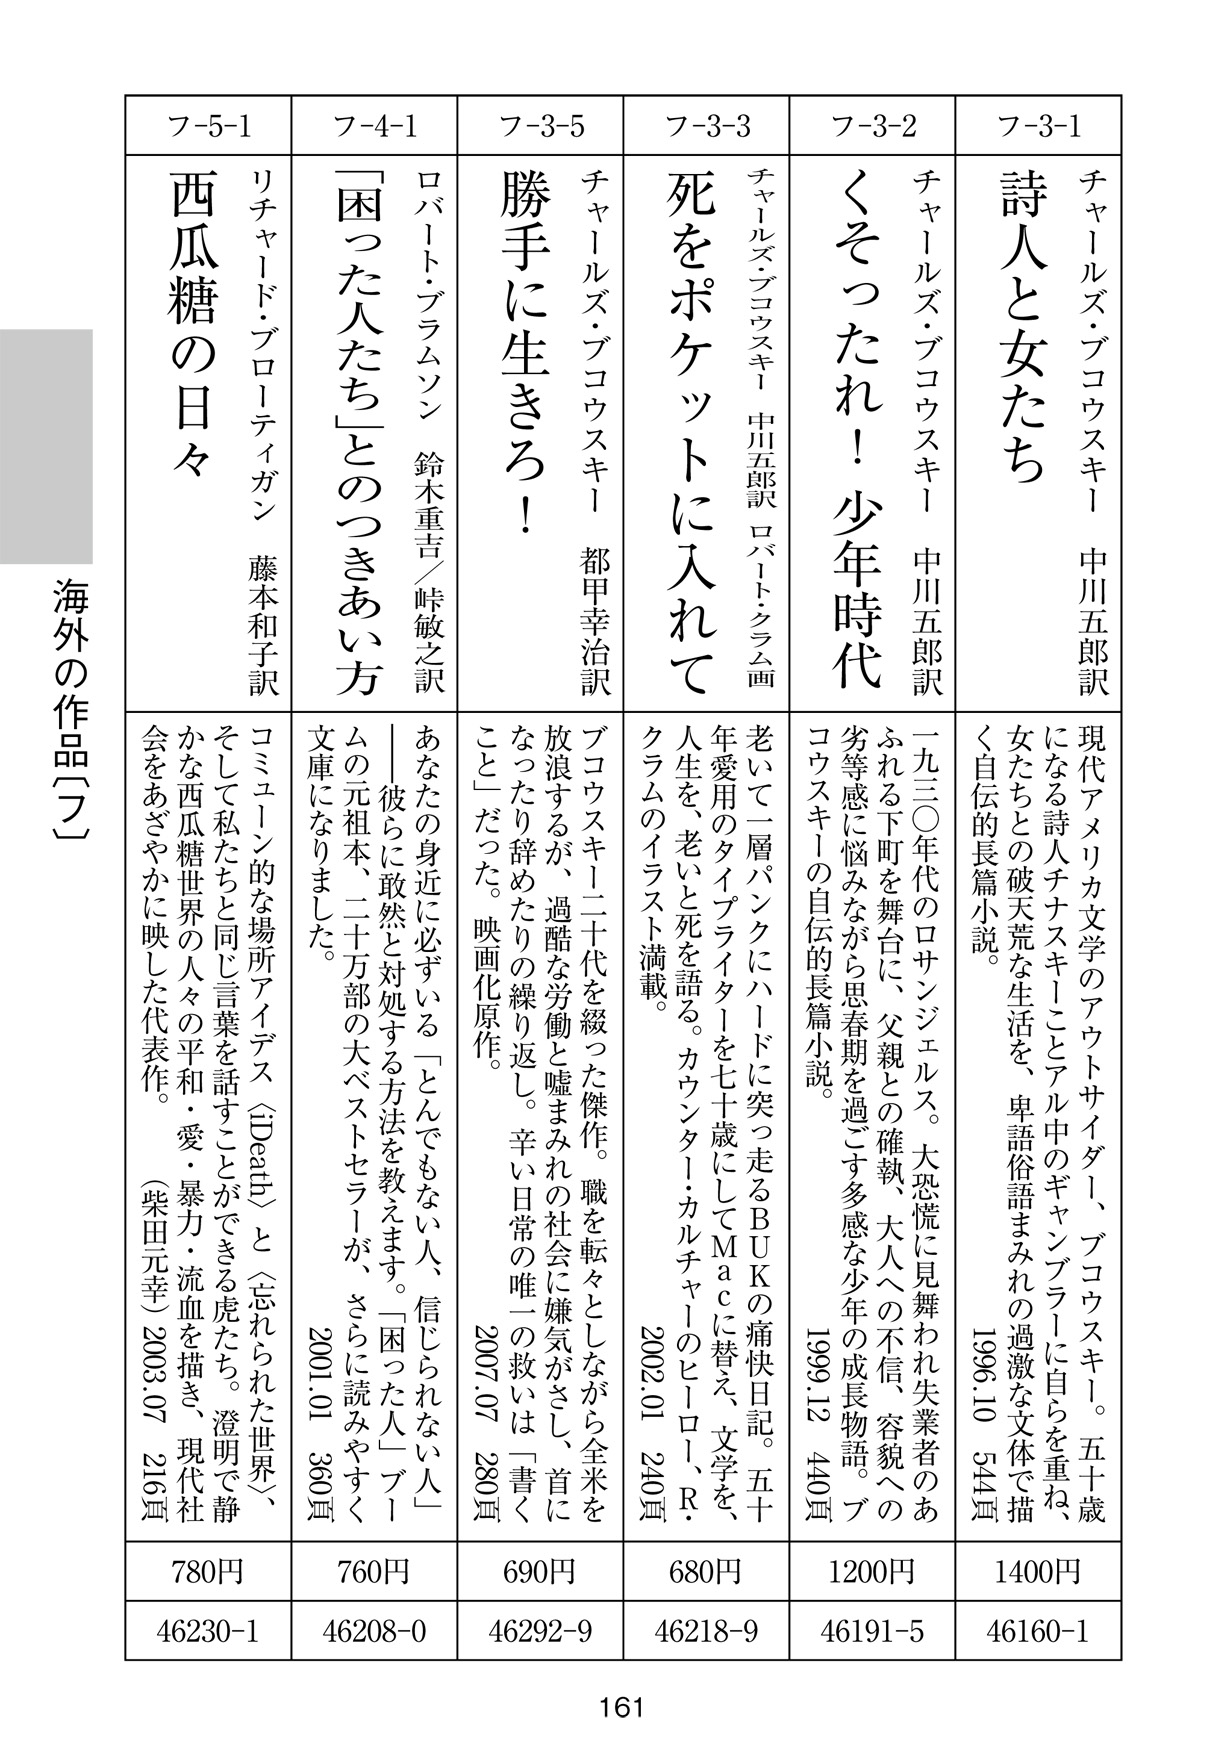 フ-3-1
チャールズ・ブコウスキー 中川五郎訳
詩人と女たち
現代アメリカ文学のアウトサイダー、ブコウスキー。五十歳
になる詩人チナスキーことアル中のギャンブラーに自らを重ね、
女たちとの破天荒な生活を、卑語俗語まみれの過激な文体で描
く自伝的長篇小説。
1996.10 544頁
1400円
46160-1
フ-3-2
チャールズ・ブコウスキー 中川五郎訳
くそったれ！ 少年時代
一九三〇年代のロサンジェルス。大恐慌に見舞われ失業者のあ
ふれる下町を舞台に、父親との確執、大人への不信、容貌への
劣等感に悩みながら思春期を過ごす多感な少年の成長物語。ブ
コウスキーの自伝的長篇小説。
1999.12 440頁
1200円
46191-5
フ-3-3
チャールズ・ブコウスキー 中川五郎訳 ロバート・クラム画
死をポケットに入れて
老いて一層パンクにハードに突っ走るBUKの痛快日記。五十
年愛用のタイプライターを七十歳にしてMacに替え、文学を、
人生を、老いと死を語る。カウンター・カルチャーのヒーロー、R・
クラムのイラスト満載。
2002.01 240頁
680円
46218-9
フ-3-5
チャールズ・ブコウスキー 都甲幸治訳
勝手に生きろ！
ブコウスキー二十代を綴った傑作。職を転々としながら全米を
放浪するが、過酷な労働と嘘まみれの社会に嫌気がさし、首に
なったり辞めたりの繰り返し。辛い日常の唯一の救いは「書く
こと」だった。映画化原作。
2007.07 280頁
690円
46292-9
フ-4-1
ロバート・ブラムソン 鈴木重吉／峠敏之訳
「困った人たち」とのつきあい方
あなたの身近に必ずいる「とんでもない人、信じられない人」
――彼らに敢然と対処する方法を教えます。「困った人」ブー
ムの元祖本、二十万部の大ベストセラーが、さらに読みやすく
文庫になりました。
2001.01 360頁
760円
46208-0
フ-5-1
リチャード・ブローティガン 藤本和子訳
西瓜糖の日々
コミューン的な場所アイデス〈iDeath〉と〈忘れられた世界〉、
そして私たちと同じ言葉を話すことができる虎たち。澄明で静
かな西瓜糖世界の人々の平和・愛・暴力・流血を描き、現代社
会をあざやかに映した代表作。 （柴田元幸）
2003.07 216頁
780円
46230-1
海外の作品〔フ〕
161